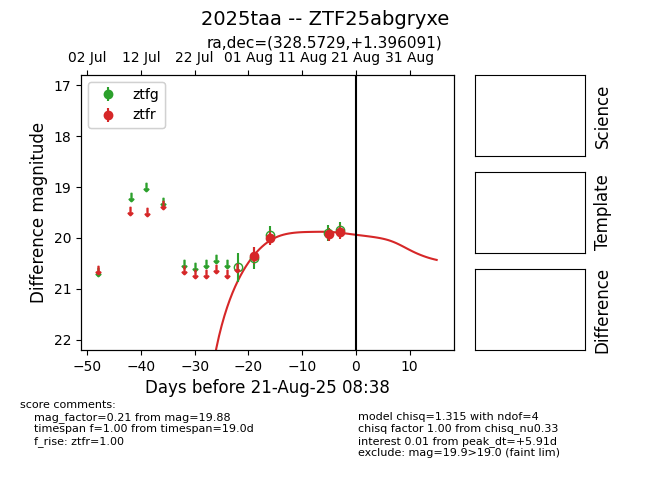 2025taa -- ZTF25abgryxe
ra,dec=(328.5729,+1.396091)
02 Jul 12 Jul 22 Jul 01 Aug 11 Aug 21 Aug 31 Aug
ztfg
ztfr
17
18
19
20
21
22
Difference magnitude
−50 −40 −30 −20 −10 0 10
Days before 21-Aug-25 08:38
Science
Template
Difference
score comments:
mag_factor=0.21 from mag=19.88
timespan f=1.00 from timespan=19.0d
f_rise: ztfr=1.00
model chisq=1.315 with ndof=4
chisq factor 1.00 from chisq_nu0.33
interest 0.01 from peak_dt=+5.91d
exclude: mag=19.9>19.0 (faint lim)